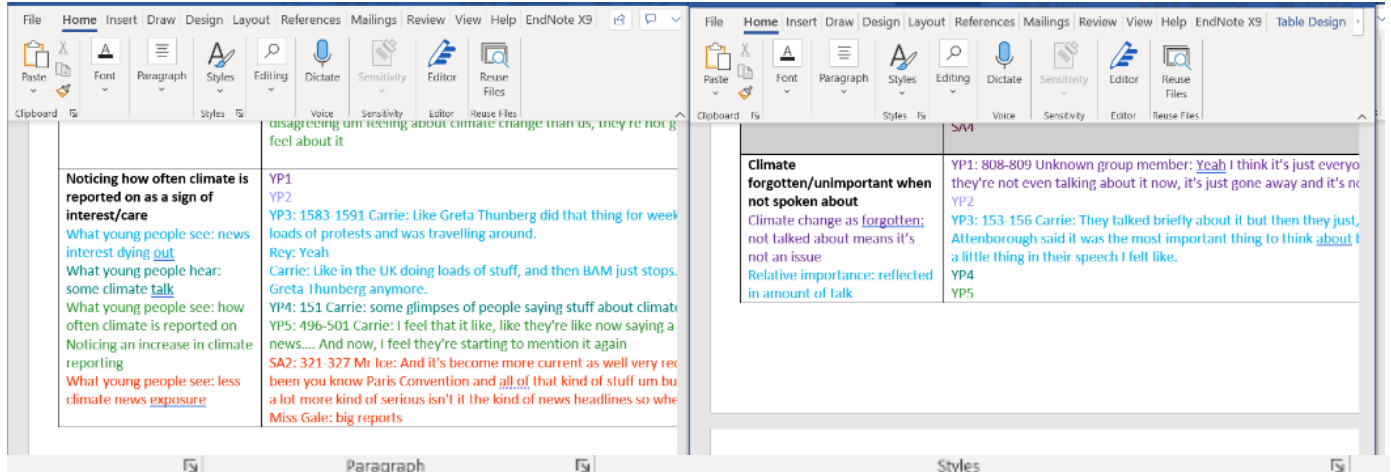 File Home Insert Draw Design Layout References Mailings Review View Help EndNote X9
Paste Font Paragraph Styles Editing Dictate Sensitivity Editor Reuse Files
Clipboard Styles Voice Sensitivity Editor Reuse Files
disagreeing um feeling about climate change than us, they're not g
feel about it
Noticing how often climate is
reported on as a sign of
interest/care
What young people see: news
interest dying out
What young people hear:
some climate talk
What young people see: how
often climate is reported on
Noticing an increase in climate
reporting
What young people see: less
climate news exposure
YP1
YP2
YP3: 1583-1591 Carrie: Like Greta Thunberg did that thing for week
loads of protests and was travelling around.
Rey: Yeah
Carrie: Like in the UK doing loads of stuff, and then BAM just stops.
Greta Thunberg anymore.
YP4: 151 Carrie: some glimpses of people saying stuff about climate
YP5: 496-501 Carrie: I feel that it like, like they're like now saying a
news.... And now, I feel they're starting to mention it again
SA2: 321-327 Mr Ice: And it's become more current as well very rec
been you know Paris Convention and all of that kind of stuff um bu
a lot more kind of serious isn't it the kind of news headlines so whe
Miss Gale: big reports
File Home Insert Draw Design Layout References Mailings Review View Help EndNote X9 Table Design
Paste Font Paragraph Styles Editing Dictate Sensitivity Editor Reuse Files
Clipboard Styles Voice Sensitivity Editor Reuse Files
SA4
Climate
forgotten/unimportant when
not spoken about
Climate change as forgotten:
not talked about means it's
not an issue
Relative importance: reflected
in amount of talk
YP1: 808-809 Unknown group member: Yeah I think it's just everyo
they're not even talking about it now, it's just gone away and it's no
YP2
YP3: 153-156 Carrie: They talked briefly about it but then they just,
Attenborough said it was the most important thing to think about b
a little thing in their speech I felt like.
YP4
YP5
Paragraph Styles